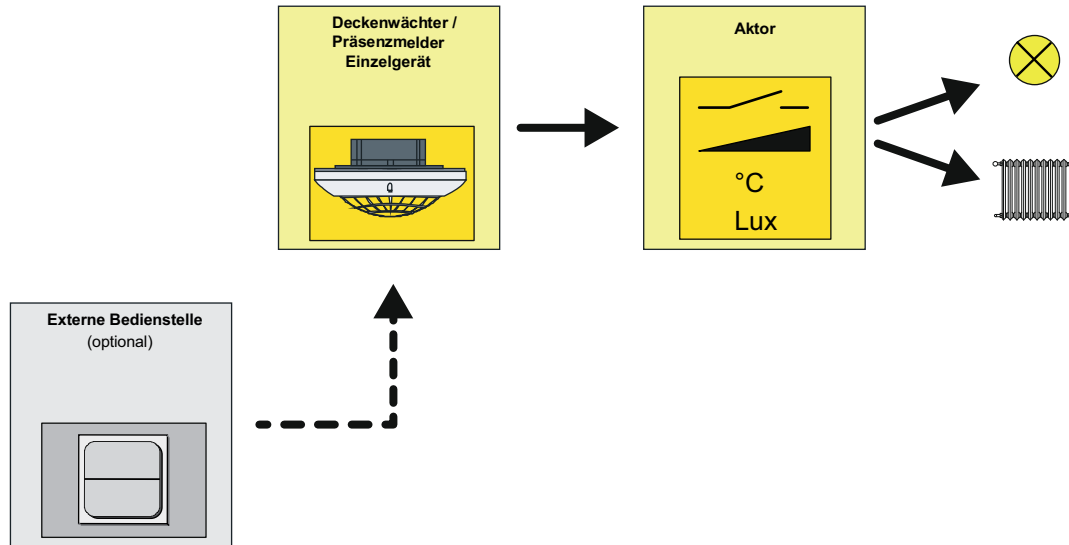 Deckenwächter /
Präsenzmelder
Einzelgerät
Aktor
°C
Lux
Externe Bedienstelle
(optional)